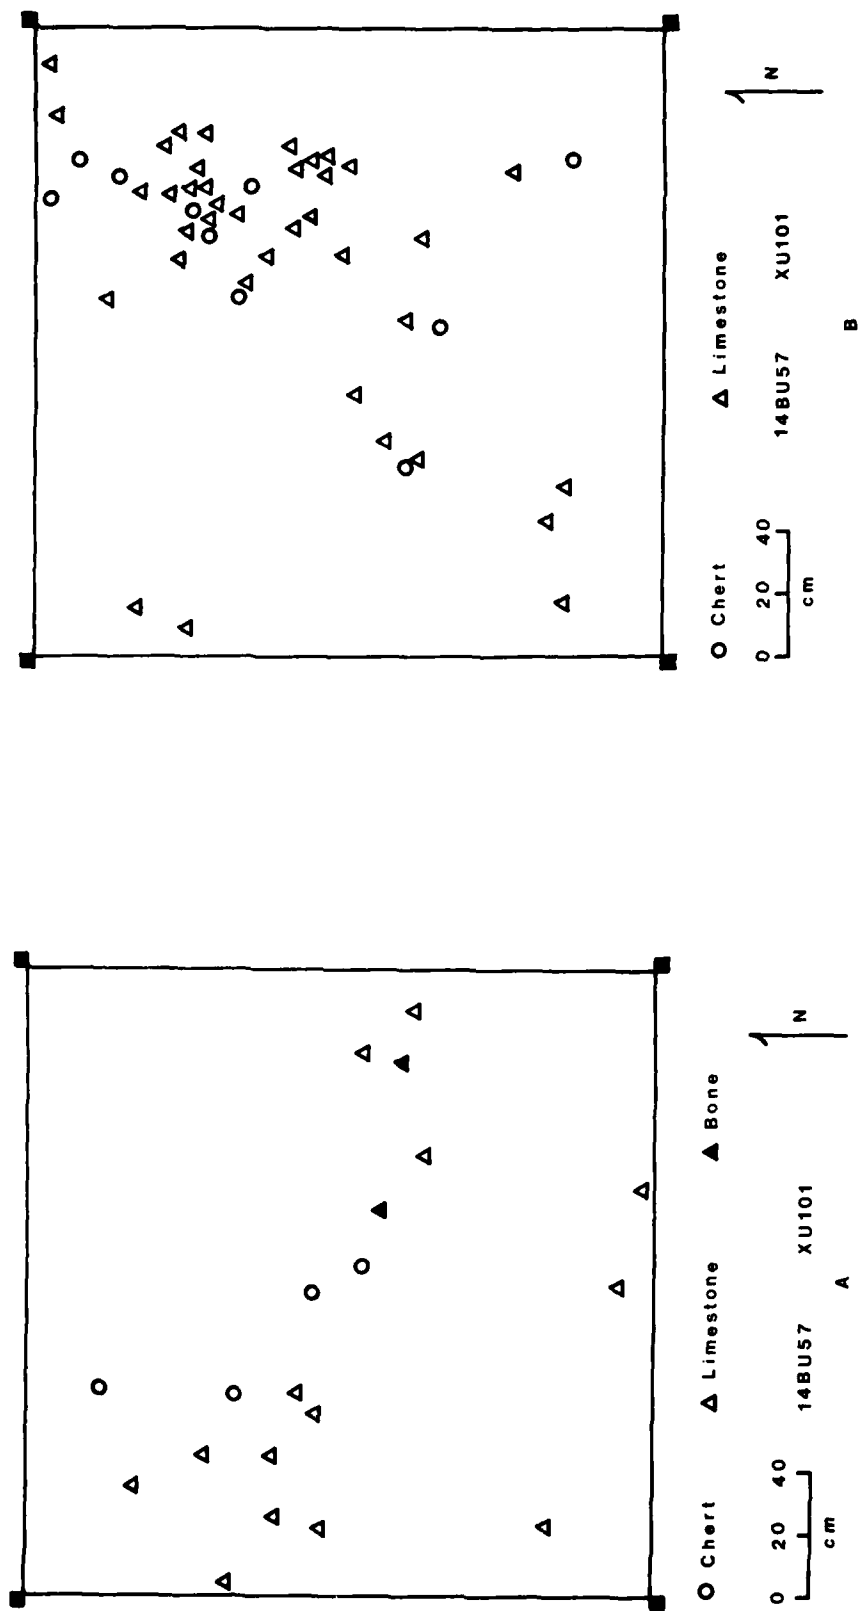 ○ Chert △ Limestone ▲ Bone
0 20 40
cm
14BU57 XU101
N
A
○ Chert △ Limestone
0 20 40
cm
14BU57 XU101
N
B